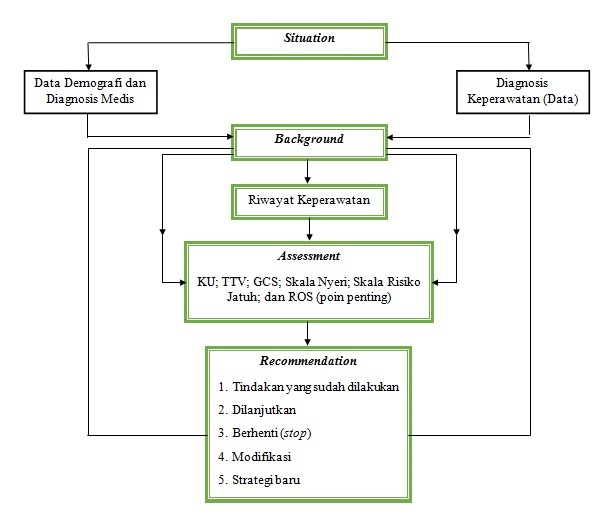 Situation
Data Demografi dan
Diagnosis Medis
Diagnosis
Keperawatan (Data)
Background
Riwayat Keperawatan
Assessment
KU; TTV; GCS; Skala Nyeri; Skala Risiko
Jatuh; dan ROS (poin penting)
Recommendation
1. Tindakan yang sudah dilakukan
2. Dilanjutkan
3. Berhenti (stop)
4. Modifikasi
5. Strategi baru